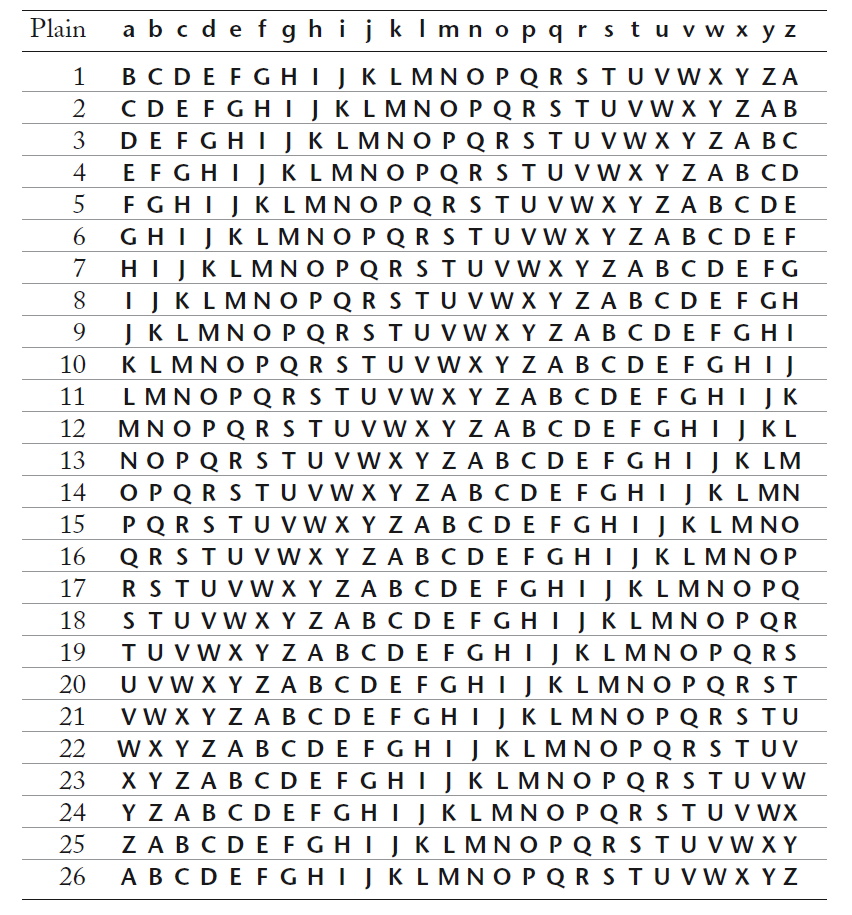 Plain a b c d e f g h i j k l m n o p q r s t u v w x y z
1 B C D E F G H I J K L M N O P Q R S T U V W X Y Z A
2 C D E F G H I J K L M N O P Q R S T U V W X Y Z A B
3 D E F G H I J K L M N O P Q R S T U V W X Y Z A B C
4 E F G H I J K L M N O P Q R S T U V W X Y Z A B C D
5 F G H I J K L M N O P Q R S T U V W X Y Z A B C D E
6 G H I J K L M N O P Q R S T U V W X Y Z A B C D E F
7 H I J K L M N O P Q R S T U V W X Y Z A B C D E F G
8 I J K L M N O P Q R S T U V W X Y Z A B C D E F G H
9 J K L M N O P Q R S T U V W X Y Z A B C D E F G H I
10 K L M N O P Q R S T U V W X Y Z A B C D E F G H I J
11 L M N O P Q R S T U V W X Y Z A B C D E F G H I J K
12 M N O P Q R S T U V W X Y Z A B C D E F G H I J K L
13 N O P Q R S T U V W X Y Z A B C D E F G H I J K L M
14 O P Q R S T U V W X Y Z A B C D E F G H I J K L M N
15 P Q R S T U V W X Y Z A B C D E F G H I J K L M N O
16 Q R S T U V W X Y Z A B C D E F G H I J K L M N O P
17 R S T U V W X Y Z A B C D E F G H I J K L M N O P Q
18 S T U V W X Y Z A B C D E F G H I J K L M N O P Q R
19 T U V W X Y Z A B C D E F G H I J K L M N O P Q R S
20 U V W X Y Z A B C D E F G H I J K L M N O P Q R S T
21 V W X Y Z A B C D E F G H I J K L M N O P Q R S T U
22 W X Y Z A B C D E F G H I J K L M N O P Q R S T U V
23 X Y Z A B C D E F G H I J K L M N O P Q R S T U V W
24 Y Z A B C D E F G H I J K L M N O P Q R S T U V W X
25 Z A B C D E F G H I J K L M N O P Q R S T U V W X Y
26 A B C D E F G H I J K L M N O P Q R S T U V W X Y Z